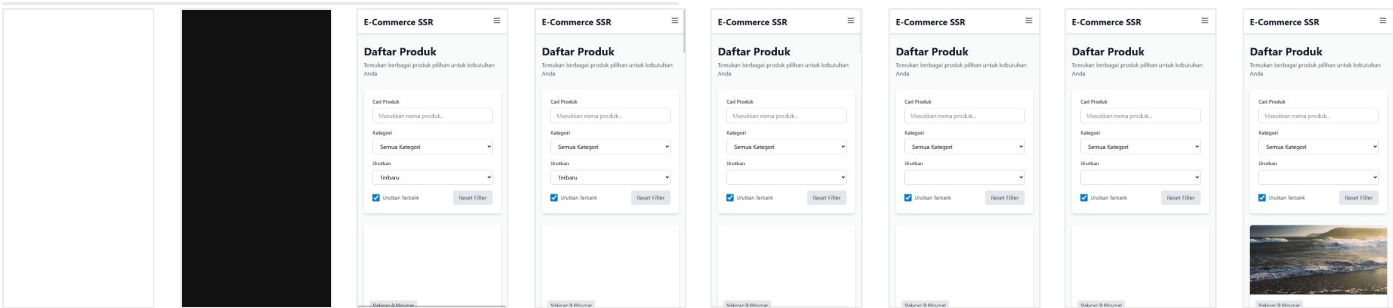 E-Commerce SSR
Daftar Produk
Temukan berbagai produk pilihan untuk kebutuhan
Anda
Cari Produk
Masukkan nama produk...
Kategori
Semua Kategori
Urutkan
Terbaru
Urutkan Terbalik
Reset Filter
Makanan & Minuman
E-Commerce SSR
Daftar Produk
Temukan berbagai produk pilihan untuk kebutuhan
Anda
Cari Produk
Masukkan nama produk...
Kategori
Semua Kategori
Urutkan
Terbaru
Urutkan Terbalik
Reset Filter
Makanan & Minuman
E-Commerce SSR
Daftar Produk
Temukan berbagai produk pilihan untuk kebutuhan
Anda
Cari Produk
Masukkan nama produk...
Kategori
Semua Kategori
Urutkan
Urutkan Terbalik
Reset Filter
Makanan & Minuman
E-Commerce SSR
Daftar Produk
Temukan berbagai produk pilihan untuk kebutuhan
Anda
Cari Produk
Masukkan nama produk...
Kategori
Semua Kategori
Urutkan
Urutkan Terbalik
Reset Filter
Makanan & Minuman
E-Commerce SSR
Daftar Produk
Temukan berbagai produk pilihan untuk kebutuhan
Anda
Cari Produk
Masukkan nama produk...
Kategori
Semua Kategori
Urutkan
Urutkan Terbalik
Reset Filter
Makanan & Minuman
E-Commerce SSR
Daftar Produk
Temukan berbagai produk pilihan untuk kebutuhan
Anda
Cari Produk
Masukkan nama produk...
Kategori
Semua Kategori
Urutkan
Urutkan Terbalik
Reset Filter
Makanan & Minuman